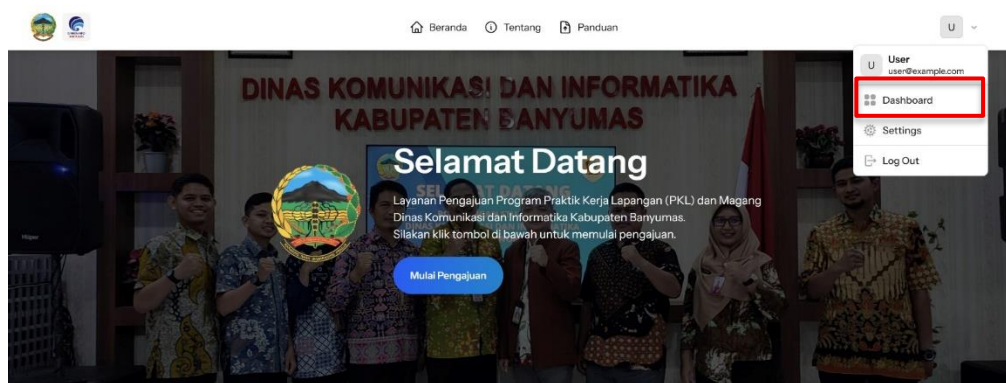 Beranda
Tentang
Panduan
U
U
User
user@example.com
Dashboard
Settings
Log Out
DINAS KOMUNIKASI DAN INFORMATIKA
KABUPATEN BANYUMAS
Selamat Datang
Layanan Pengajuan Program Praktik Kerja Lapangan (PKL) dan Magang
Dinas Komunikasi dan Informatika Kabupaten Banyumas.
Silakan klik tombol di bawah untuk memulai pengajuan.
Mulai Pengajuan